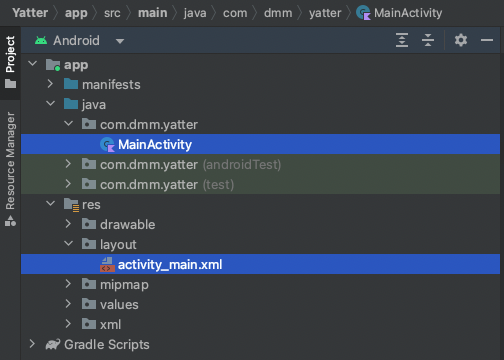 Yatter app src main java com dmm yatter MainActivity
Project
Resource Manager
Android
app
manifests
java
com.dmm.yatter
MainActivity
com.dmm.yatter (androidTest)
com.dmm.yatter (test)
res
drawable
layout
activity_main.xml
mipmap
values
xml
Gradle Scripts